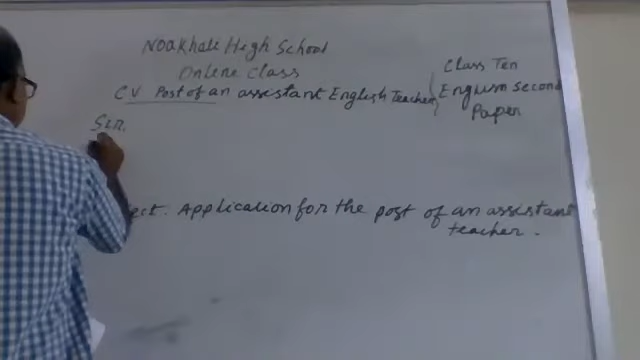 Noakhali High School
Online Class
CV Post of an assistant English Teacher
Class Ten
English Second
Paper
Sir.
ect. Application for the post of an assistant
teacher.